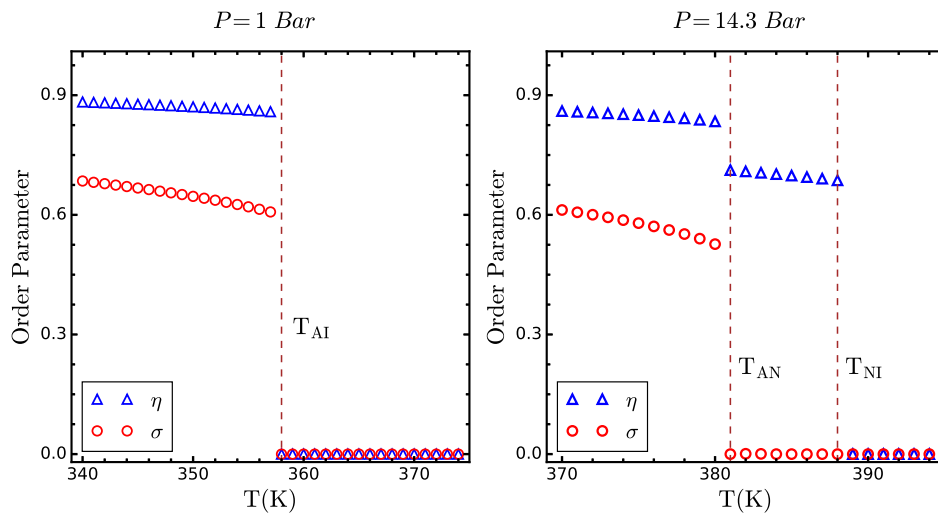 P = 1 Bar
Order Parameter
0.9
0.6
0.3
0.0
T_AI
η
σ
340 350 360 370
T(K)
P = 14.3 Bar
Order Parameter
0.9
0.6
0.3
0.0
T_AN
T_NI
η
σ
370 380 390
T(K)